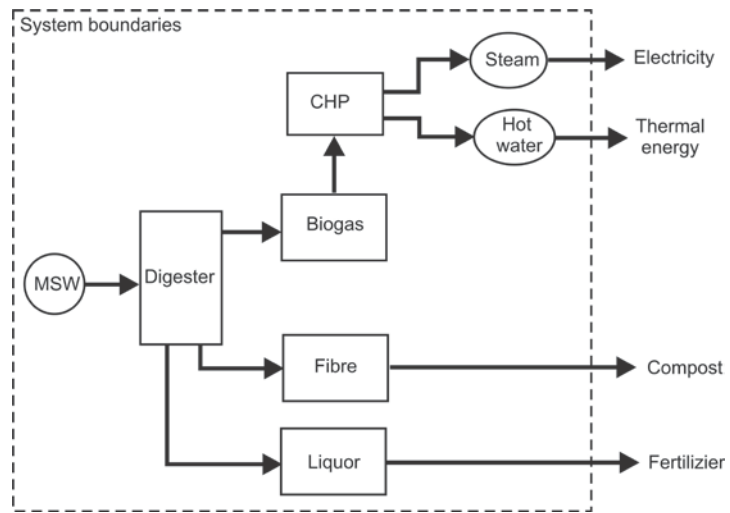 System boundaries
Steam
Electricity
CHP
Hot
water
Thermal
energy
Biogas
MSW
Digester
Fibre
Compost
Liquor
Fertilizier